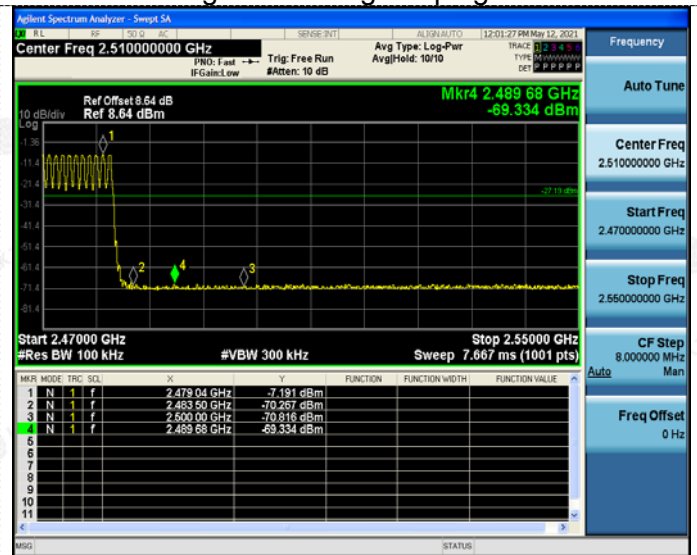 Agilent Spectrum Analyzer - Swept SA
RL RF 50 Ω AC SENSE:INT ALIGN AUTO 12:01:27 PM May 12, 2021
Center Freq 2.510000000 GHz
PNO: Fast
IFGain:Low
Trig: Free Run
#Atten: 10 dB
Avg Type: Log-Pwr
Avg|Hold: 10/10
TRACE 1 2 3 4 5 6
TYPE MWWWWW
DET P P P P P P
Frequency
Auto Tune
Center Freq
2.510000000 GHz
Start Freq
2.470000000 GHz
Stop Freq
2.550000000 GHz
CF Step
8.000000 MHz
Auto Man
Freq Offset
0 Hz
Mkr4 2.489 68 GHz
-69.334 dBm
Ref Offset 8.64 dB
Ref 8.64 dBm
10 dB/div
Log
-1.36
-11.4
-21.4
-31.4
-41.4
-51.4
-61.4
-71.4
-81.4
1
2
4
3
-27.19 dBm
Start 2.47000 GHz Stop 2.55000 GHz
#Res BW 100 kHz #VBW 300 kHz Sweep 7.667 ms (1001 pts)
MKR MODE TRC SCL X Y FUNCTION FUNCTION WIDTH FUNCTION VALUE
1 N 1 f 2.479 04 GHz -7.191 dBm
2 N 1 f 2.483 50 GHz -70.267 dBm
3 N 1 f 2.500 00 GHz -70.816 dBm
4 N 1 f 2.489 68 GHz -69.334 dBm
5
6
7
8
9
10
11
MSG STATUS